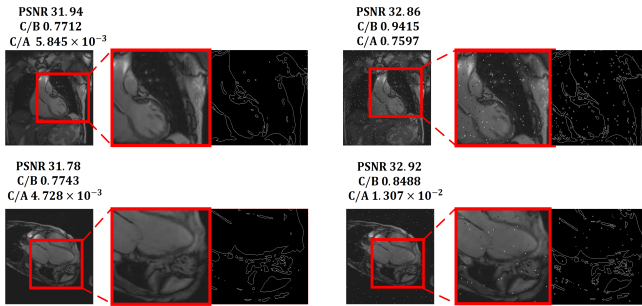 PSNR 31.94
C/B 0.7712
C/A 5.845 × 10⁻³
PSNR 32.86
C/B 0.9415
C/A 0.7597
PSNR 31.78
C/B 0.7743
C/A 4.728 × 10⁻³
PSNR 32.92
C/B 0.8488
C/A 1.307 × 10⁻²